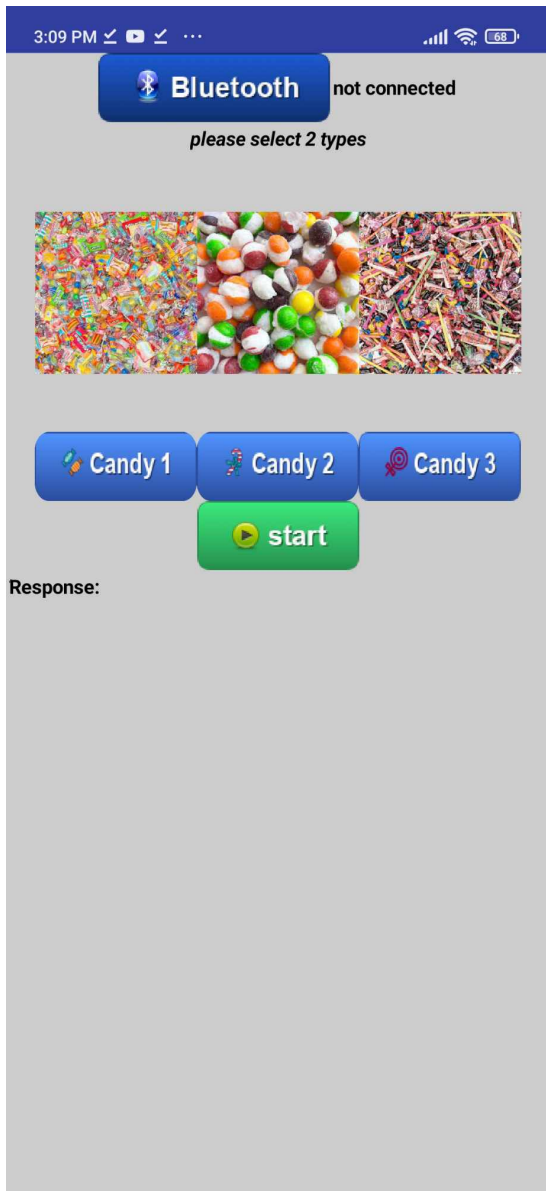 3:09 PM
68
Bluetooth not connected
please select 2 types
Candy 1 Candy 2 Candy 3
start
Response: